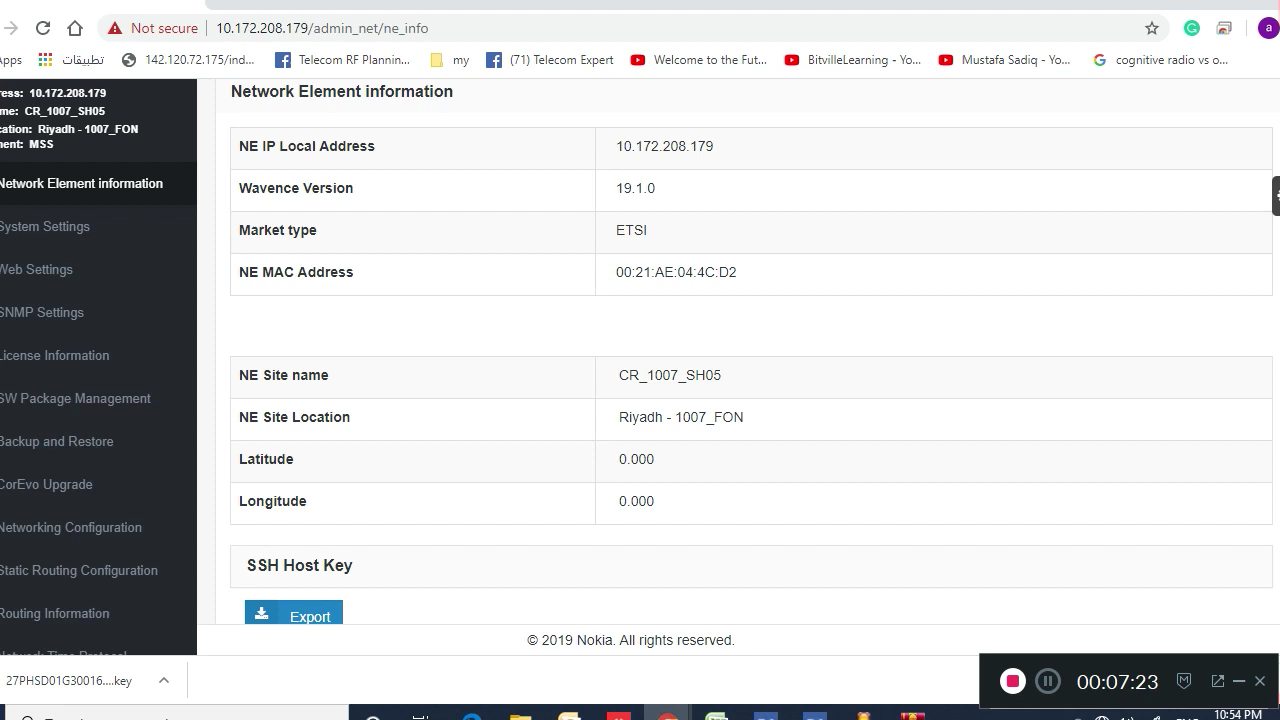 Not secure | 10.172.208.179/admin_net/ne_info
Apps تطبيقات 142.120.72.175/ind... Telecom RF Plannin... my (71) Telecom Expert Welcome to the Fut... BitvilleLearning - Yo... Mustafa Sadiq - Yo... cognitive radio vs o...
ress: 10.172.208.179
me: CR_1007_SH05
cation: Riyadh - 1007_FON
nent: MSS
Network Element information
System Settings
Web Settings
SNMP Settings
License Information
SW Package Management
Backup and Restore
CorEvo Upgrade
Networking Configuration
Static Routing Configuration
Routing Information
Network Time Protocol
Network Element information
NE IP Local Address 10.172.208.179
Wavence Version 19.1.0
Market type ETSI
NE MAC Address 00:21:AE:04:4C:D2
NE Site name CR_1007_SH05
NE Site Location Riyadh - 1007_FON
Latitude 0.000
Longitude 0.000
SSH Host Key
Export
© 2019 Nokia. All rights reserved.
27PHSD01G30016....key
00:07:23
10:54 PM